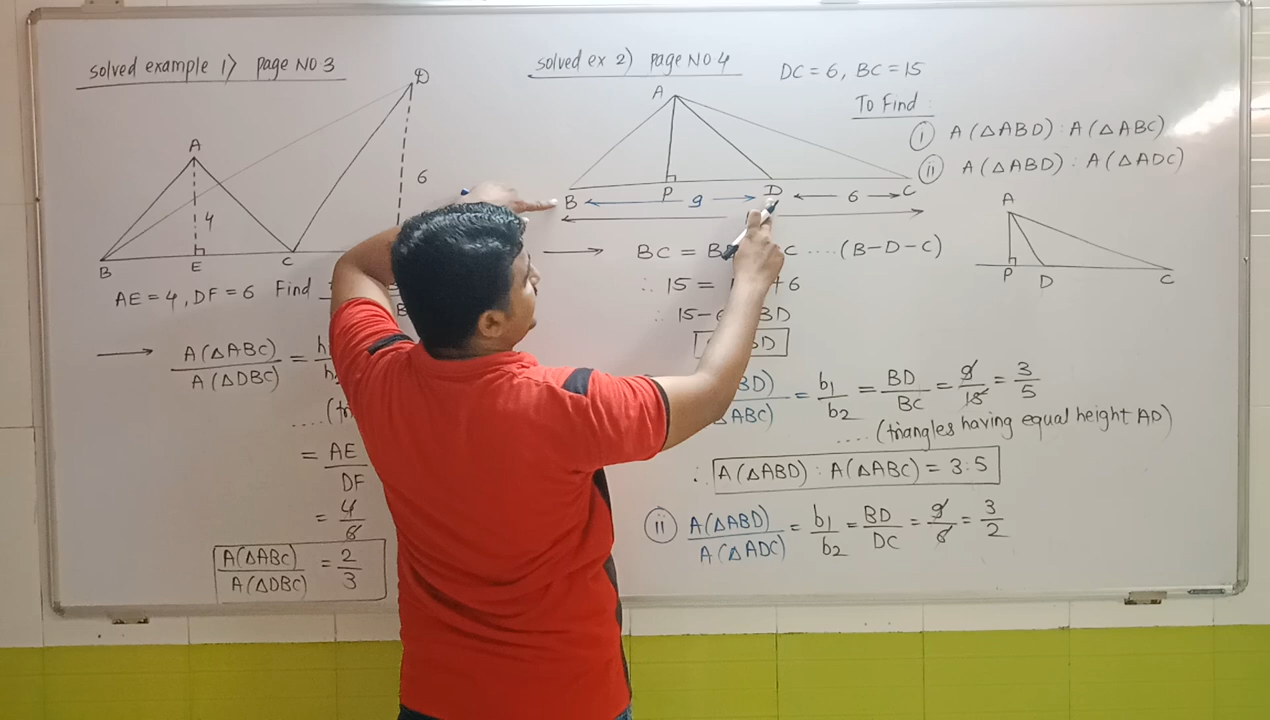 solved example 1) page NO 3
D
A
6
4
B E C
AE = 4, DF = 6 Find
A(△ABC) / A(△DBC) = h
= AE / DF
= 4 / 6
A(△ABC) / A(△DBC) = 2 / 3
solved ex 2) page NO 4
DC = 6, BC = 15
To Find :
(i) A(△ABD) : A(△ABC)
(ii) A(△ABD) : A(△ADC)
A
B P 9 D 6 C
A
P D C
BC = B C ....(B-D-C)
∴ 15 = + 6
∴ 15 - BD
BD
BD) / ABC) = b1 / b2 = BD / BC = 9 / 15 = 3 / 5
.... (triangles having equal height AP)
∴ A(△ABD) : A(△ABC) = 3:5
(ii) A(△ABD) / A(△ADC) = b1 / b2 = BD / DC = 9 / 6 = 3 / 2